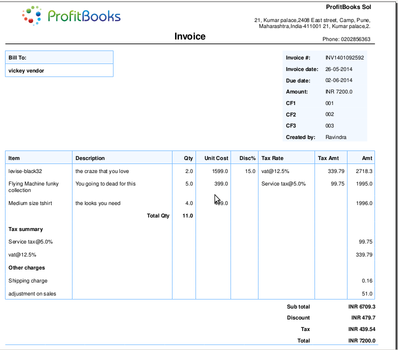 ProfitBooks
ProfitBooks Sol
21, Kumar palace,2408 East street, Camp, Pune,
Maharashtra,India-411001 21, Kumar palace,2.
Phone: 0202656363
Invoice
Bill To:
vickey vendor
Invoice #: INV1401092592
Invoice date: 26-05-2014
Due date: 02-06-2014
Amount: INR 7200.0
CF1 001
CF2 002
CF3 003
Created by: Ravindra
Item Description Qty Unit Cost Disc% Tax Rate Tax Amt Amt
levise-black32 the craze that you love 2.0 1599.0 15.0 vat@12.5% 339.79 2718.3
Flying Machine funky You going to dead for this 5.0 399.0 Service tax@5.0% 99.75 1995.0
collection
Medium size tshirt the looks you need 4.0 1996.0
Total Qty 11.0
Tax summary
Service tax@5.0% 99.75
vat@12.5% 339.79
Other charges
Shipping charge 0.16
adjustment on sales 51.0
Sub total INR 6709.3
Discount INR 479.7
Tax INR 439.54
Total INR 7200.0